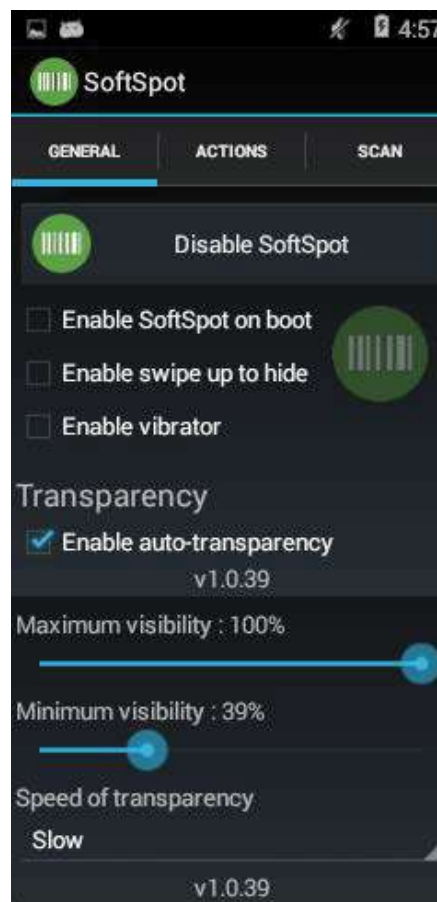 4:57
SoftSpot
GENERAL ACTIONS SCAN
Disable SoftSpot
Enable SoftSpot on boot
Enable swipe up to hide
Enable vibrator
Transparency
Enable auto-transparency
v1.0.39
Maximum visibility : 100%
Minimum visibility : 39%
Speed of transparency
Slow
v1.0.39